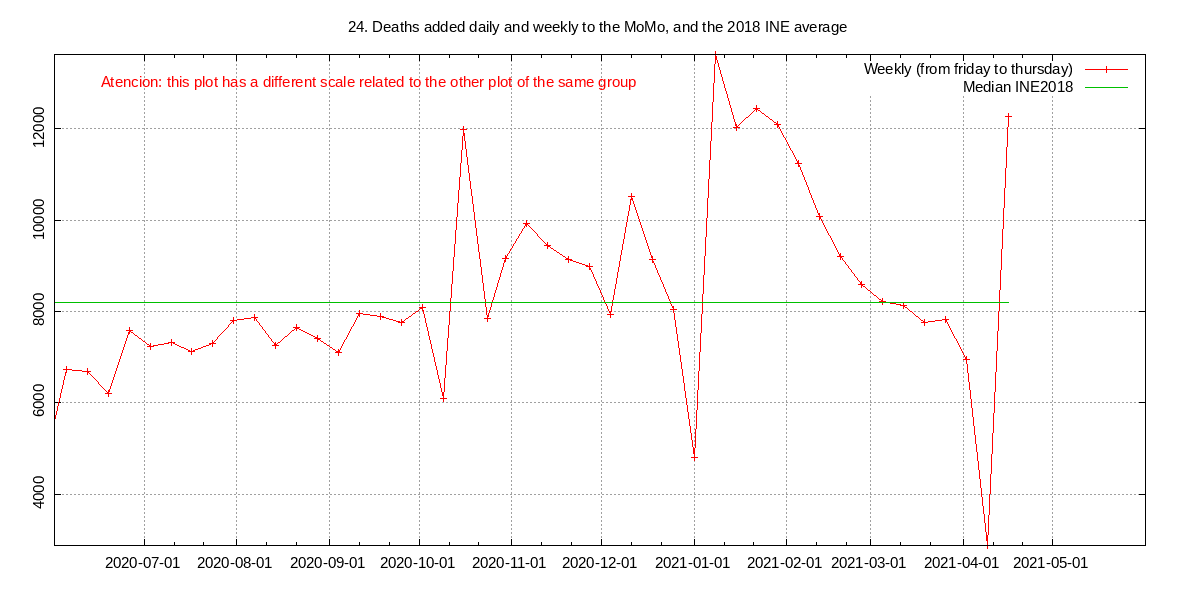 24. Deaths added daily and weekly to the MoMo, and the 2018 INE average
Atencion: this plot has a different scale related to the other plot of the same group
Weekly (from friday to thursday)
Median INE2018
12000
10000
8000
6000
4000
2020-07-01 2020-08-01 2020-09-01 2020-10-01 2020-11-01 2020-12-01 2021-01-01 2021-02-01 2021-03-01 2021-04-01 2021-05-01